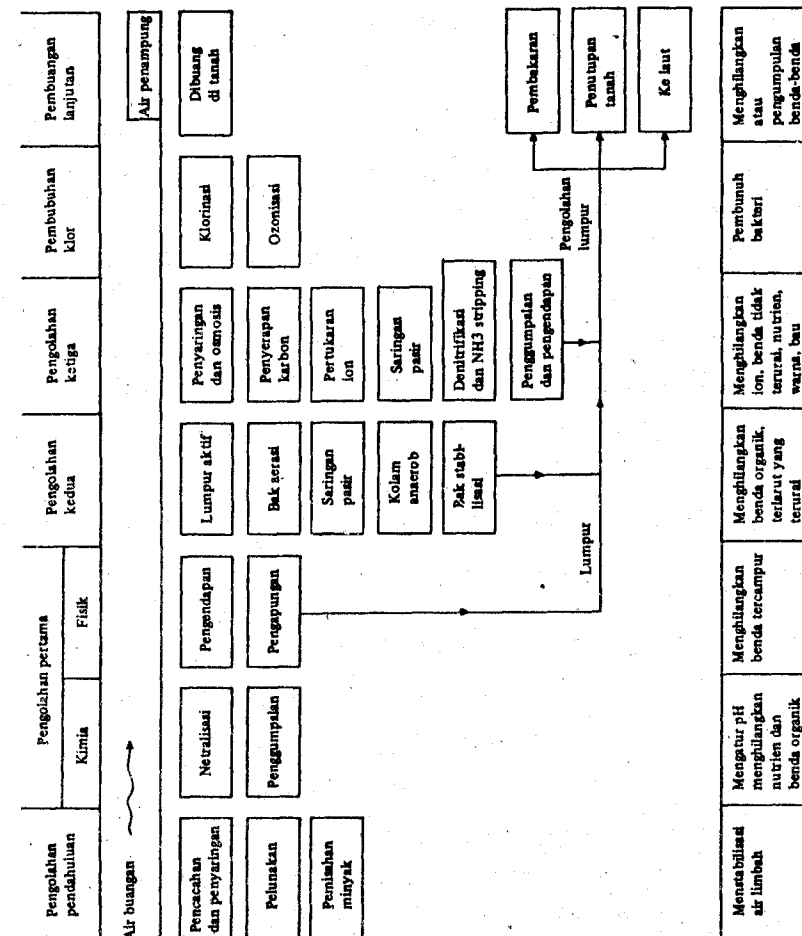 Pengolahan
pendahuluan
Pengolahan pertama
Kimia
Fisik
Pengolahan
kedua
Pengolahan
ketiga
Pembubuhan
klor
Pembuangan
lanjutan
Air buangan
Air penampung
Pencacahan
dan penyaringan
Pelunakan
Pemisahan
minyak
Netralisasi
Penggumpalan
Pengendapan
Pengapungan
Lumpur aktif
Bak aerasi
Saringan
pasir
Kolam
anaerob
Bak stabi-
lisasi
Penyaringan
dan osmosis
Penyerapan
karbon
Pertukaran
ion
Saringan
pasir
Denitrifikasi
dan NH3 stripping
Penggumpalan
dan pengendapan
Klorinasi
Ozonisasi
Dibuang
di tanah
Lumpur
Pengolahan
lumpur
Pembakaran
Penutupan
tanah
Ke laut
Menstabilisasi
air limbah
Mengatur pH
menghilangkan
nutrien dan
benda organik
Menghilangkan
benda tercampur
Menghilangkan
benda organik,
terlarut yang
terurai
Menghilangkan
ion, benda tidak
terurai, nutrien,
warna, bau
Pembunuh
bakteri
Menghilangkan
atau
pengumpulan
benda-benda